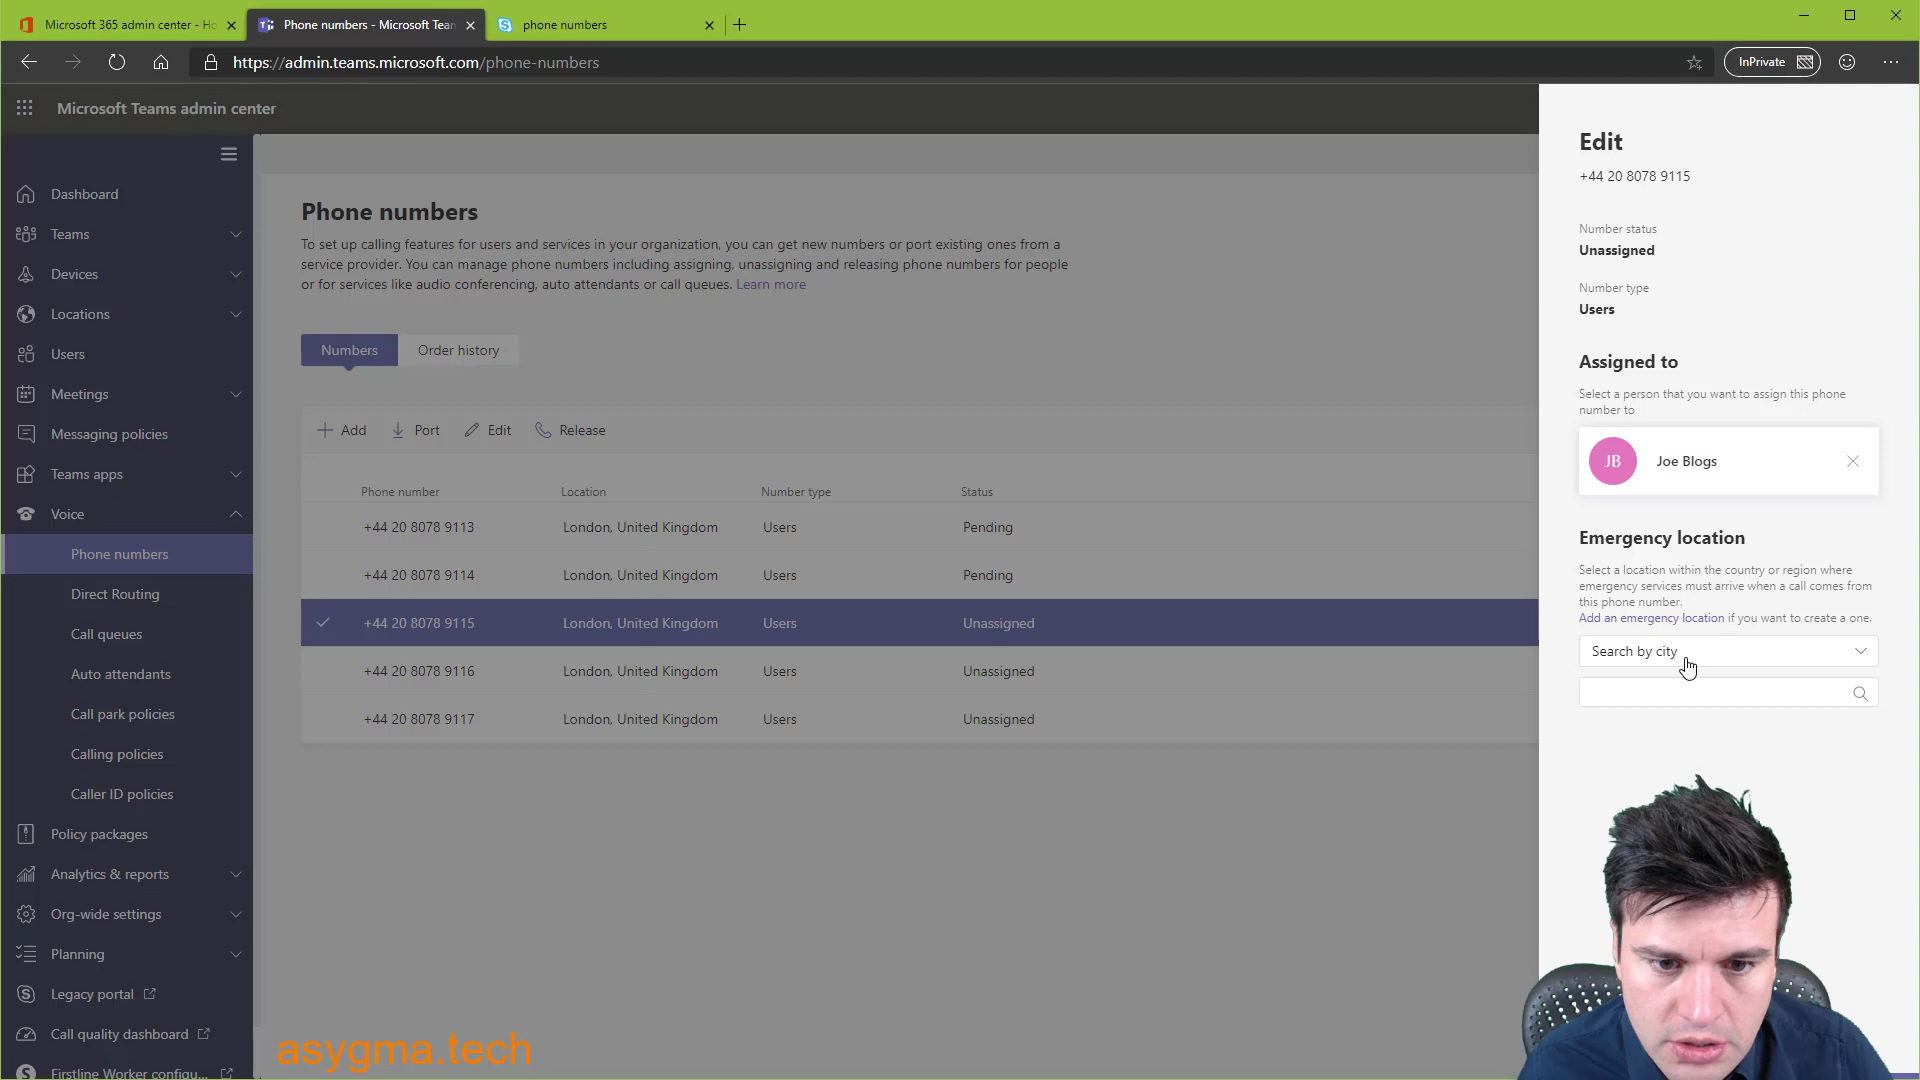 Microsoft 365 admin center - Ho
Phone numbers - Microsoft Tean
phone numbers
https://admin.teams.microsoft.com/phone-numbers
InPrivate
Microsoft Teams admin center
Dashboard
Teams
Devices
Locations
Users
Meetings
Messaging policies
Teams apps
Voice
Phone numbers
Direct Routing
Call queues
Auto attendants
Call park policies
Calling policies
Caller ID policies
Policy packages
Analytics & reports
Org-wide settings
Planning
Legacy portal
Call quality dashboard
Firstline Worker configu...
Phone numbers
To set up calling features for users and services in your organization, you can get new numbers or port existing ones from a
service provider. You can manage phone numbers including assigning, unassigning and releasing phone numbers for people
or for services like audio conferencing, auto attendants or call queues. Learn more
Numbers Order history
Add Port Edit Release
Phone number Location Number type Status
+44 20 8078 9113 London, United Kingdom Users Pending
+44 20 8078 9114 London, United Kingdom Users Pending
+44 20 8078 9115 London, United Kingdom Users Unassigned
+44 20 8078 9116 London, United Kingdom Users Unassigned
+44 20 8078 9117 London, United Kingdom Users Unassigned
asygma.tech
Edit
+44 20 8078 9115
Number status
Unassigned
Number type
Users
Assigned to
Select a person that you want to assign this phone
number to
JB Joe Blogs
Emergency location
Select a location within the country or region where
emergency services must arrive when a call comes from
this phone number.
Add an emergency location if you want to create a one.
Search by city